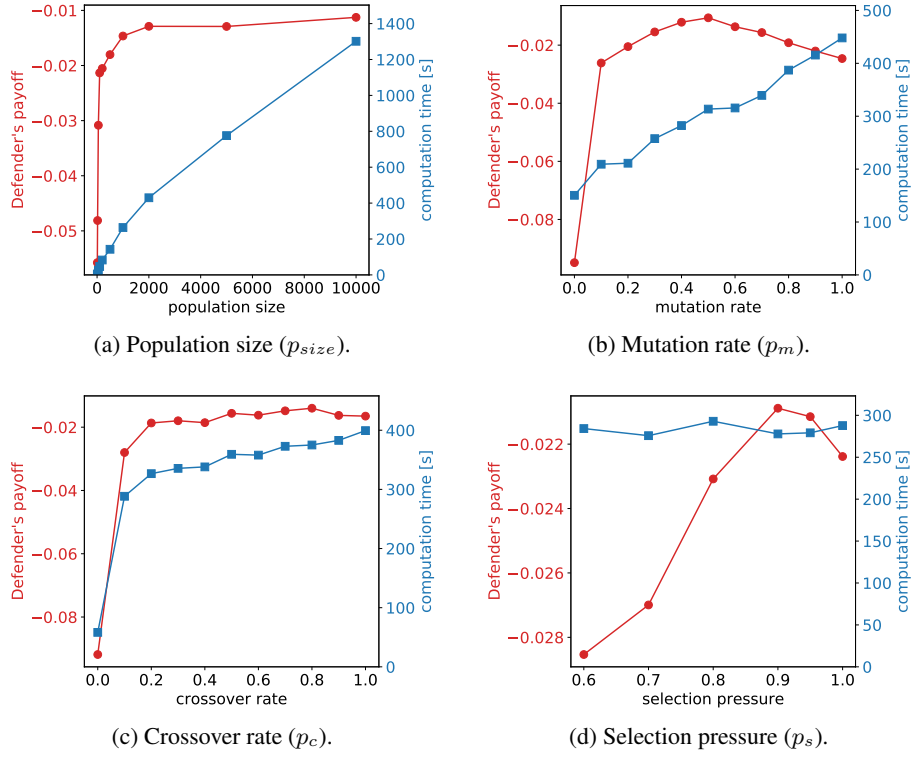 −0.01
−0.02
−0.03
−0.04
−0.05
Defender's payoff
0
200
400
600
800
1000
1200
1400
computation time [s]
0 2000 4000 6000 8000 10000
population size
(a) Population size (p_size).
−0.02
−0.04
−0.06
−0.08
Defender's payoff
0
100
200
300
400
500
computation time [s]
0.0 0.2 0.4 0.6 0.8 1.0
mutation rate
(b) Mutation rate (p_m).
−0.02
−0.04
−0.06
−0.08
Defender's payoff
0
100
200
300
400
computation time [s]
0.0 0.2 0.4 0.6 0.8 1.0
crossover rate
(c) Crossover rate (p_c).
−0.022
−0.024
−0.026
−0.028
Defender's payoff
0
50
100
150
200
250
300
computation time [s]
0.6 0.7 0.8 0.9 1.0
selection pressure
(d) Selection pressure (p_s).